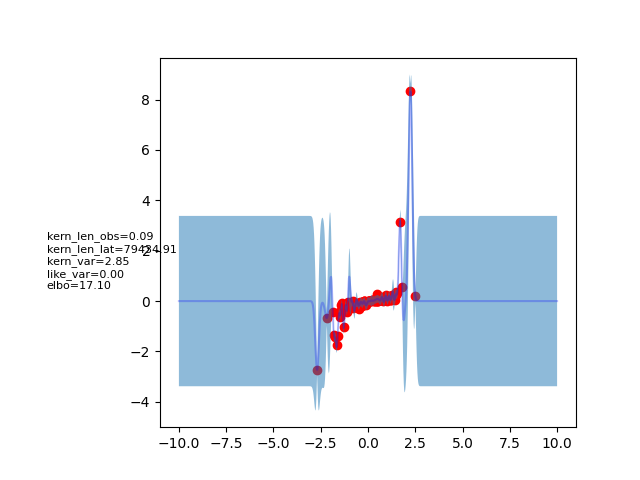 8
6
4
2
0
−2
−4
kern_len_obs=0.09
kern_len_lat=79434.91
kern_var=2.85
like_var=0.00
elbo=17.10
−10.0 −7.5 −5.0 −2.5 0.0 2.5 5.0 7.5 10.0